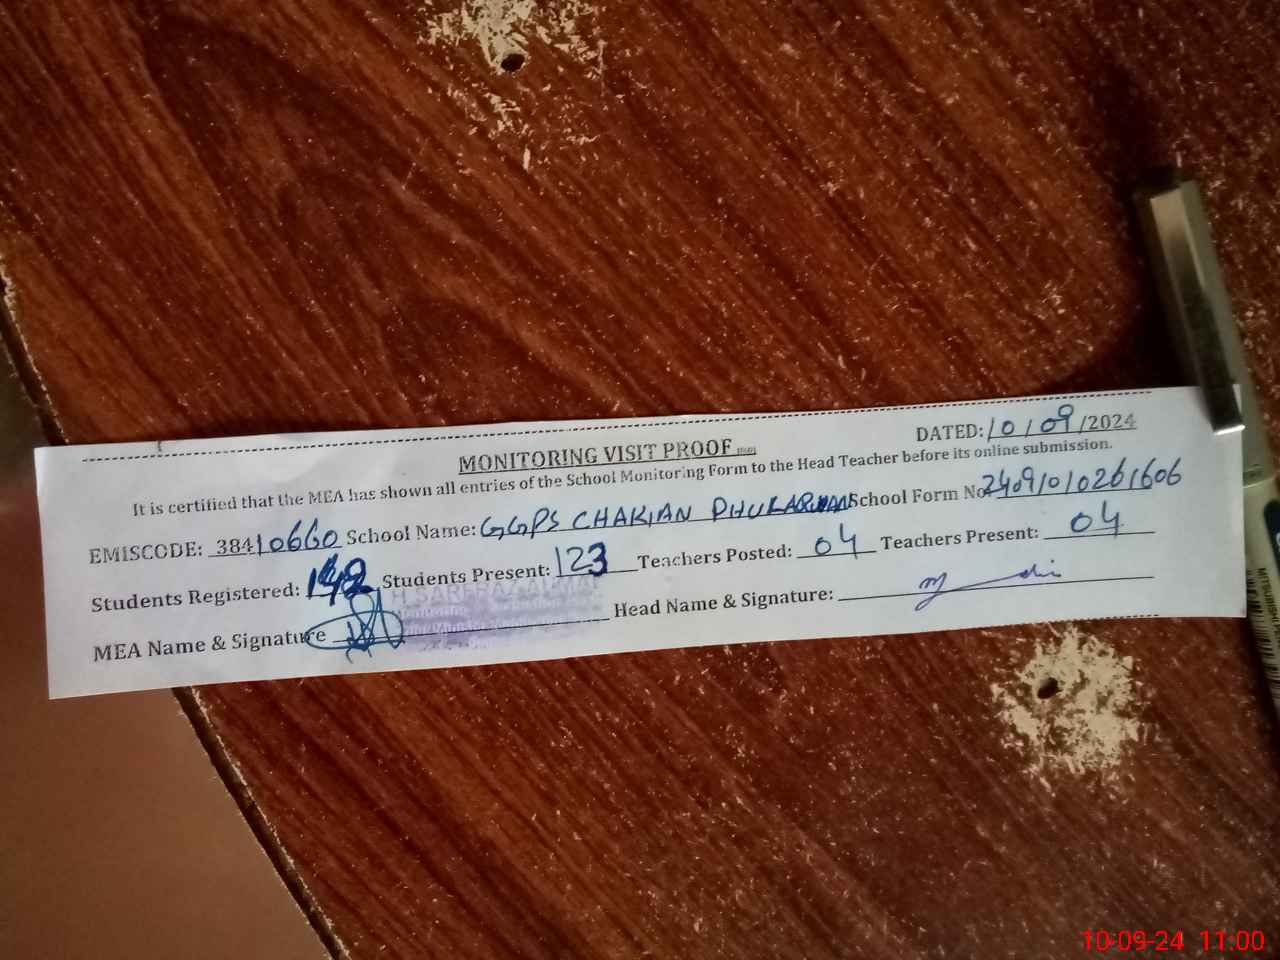 MONITORING VISIT PROOF
DATED: 10/09/2024
It is certified that the MEA has shown all entries of the School Monitoring Form to the Head Teacher before its online submission.
EMISCODE: 38410660 School Name: GGPS CHAKIAN School Form No 24091010261606
Students Registered: Students Present: 123 Teachers Posted: 04 Teachers Present: 04
MEA Name & Signature Head Name & Signature:
10-09-24 11:00